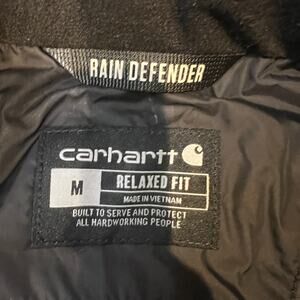 RAIN DEFENDER
carhartt
M RELAXED FIT
MADE IN VIETNAM
BUILT TO SERVE AND PROTECT
ALL HARDWORKING PEOPLE